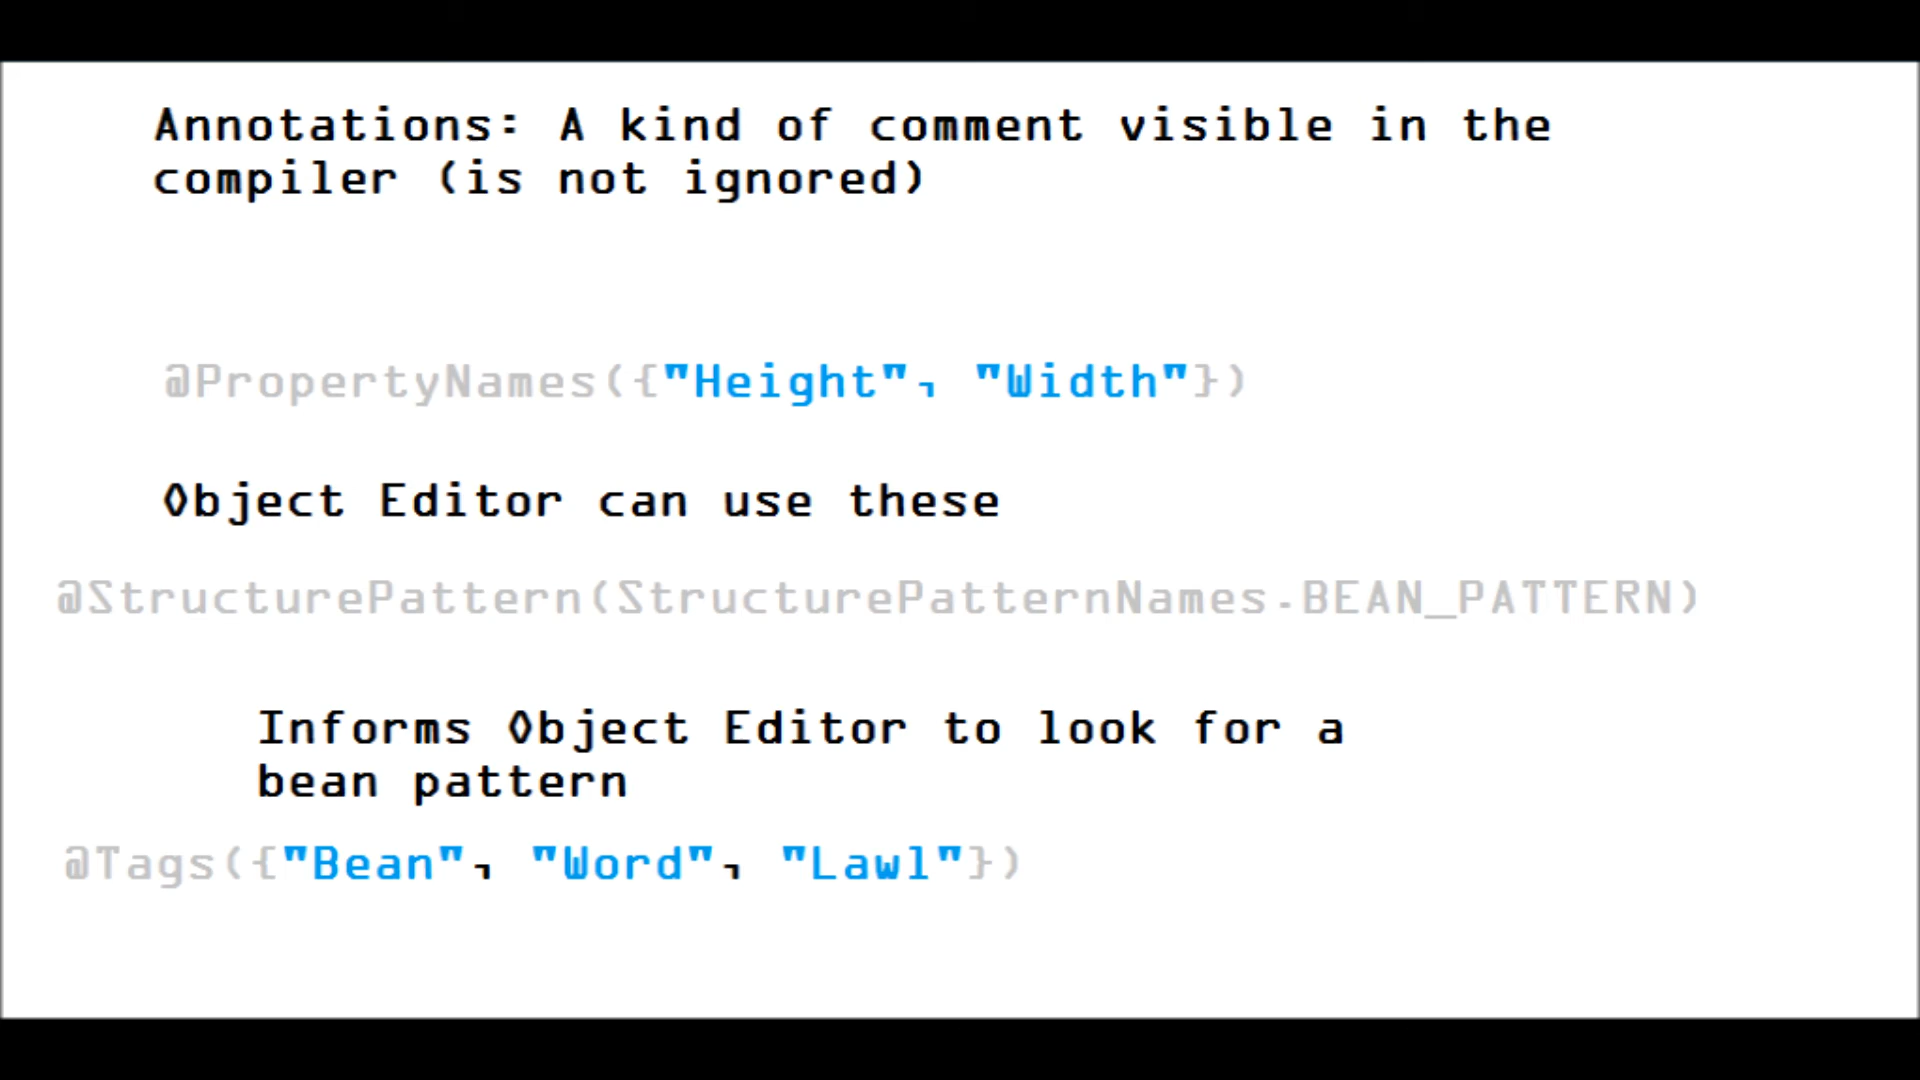 Annotations: A kind of comment visible in the
compiler (is not ignored)
@PropertyNames({"Height", "Width"})
Object Editor can use these
@StructurePattern(StructurePatternNames.BEAN_PATTERN)
Informs Object Editor to look for a
bean pattern
@Tags({"Bean", "Word", "Lawl"})